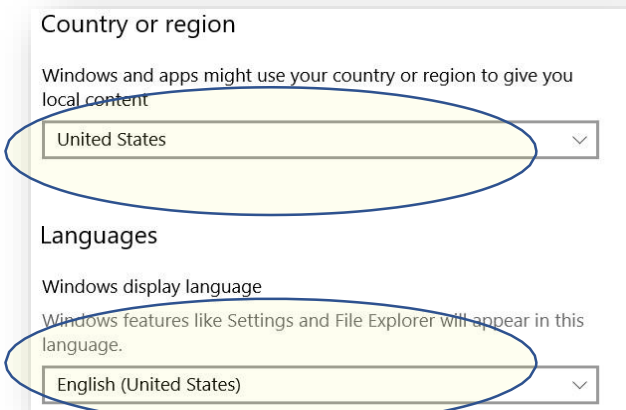 Country or region
Windows and apps might use your country or region to give you
local content
United States
Languages
Windows display language
Windows features like Settings and File Explorer will appear in this
language.
English (United States)